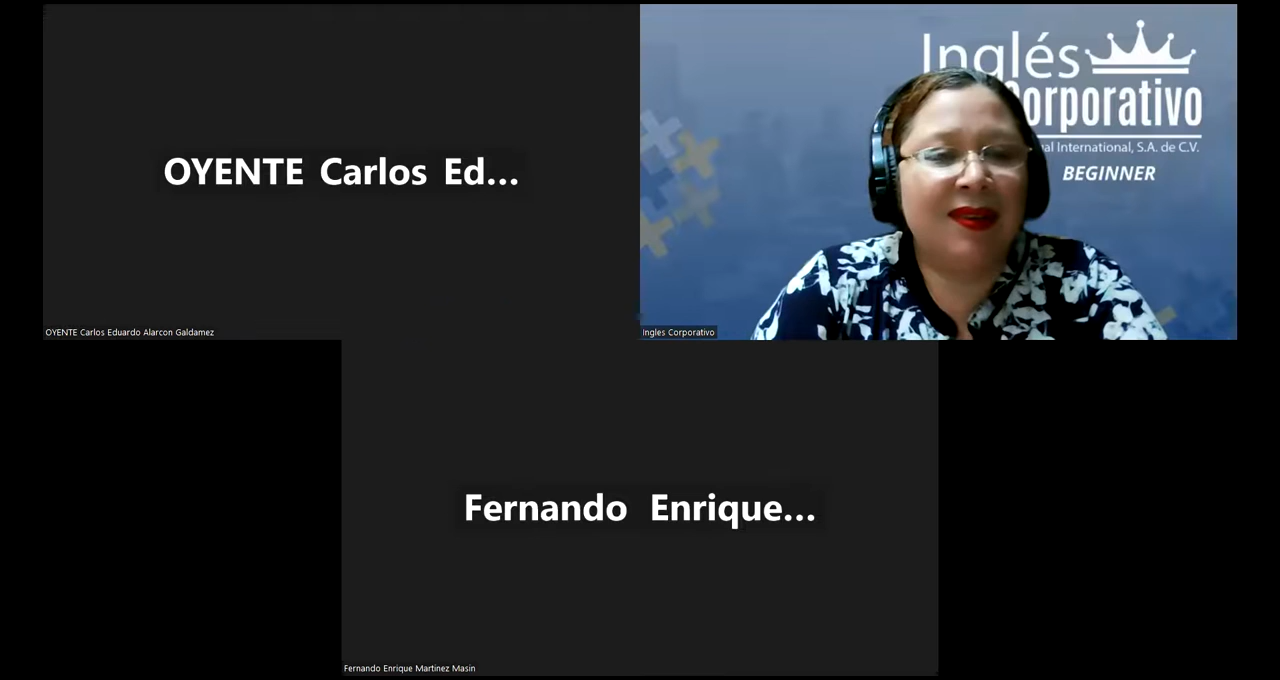 OYENTE Carlos Ed...
OYENTE Carlos Eduardo Alarcon Galdamez
Inglés
Corporativo
al International, S.A. de C.V.
BEGINNER
Ingles Corporativo
Fernando Enrique...
Fernando Enrique Martinez Masin